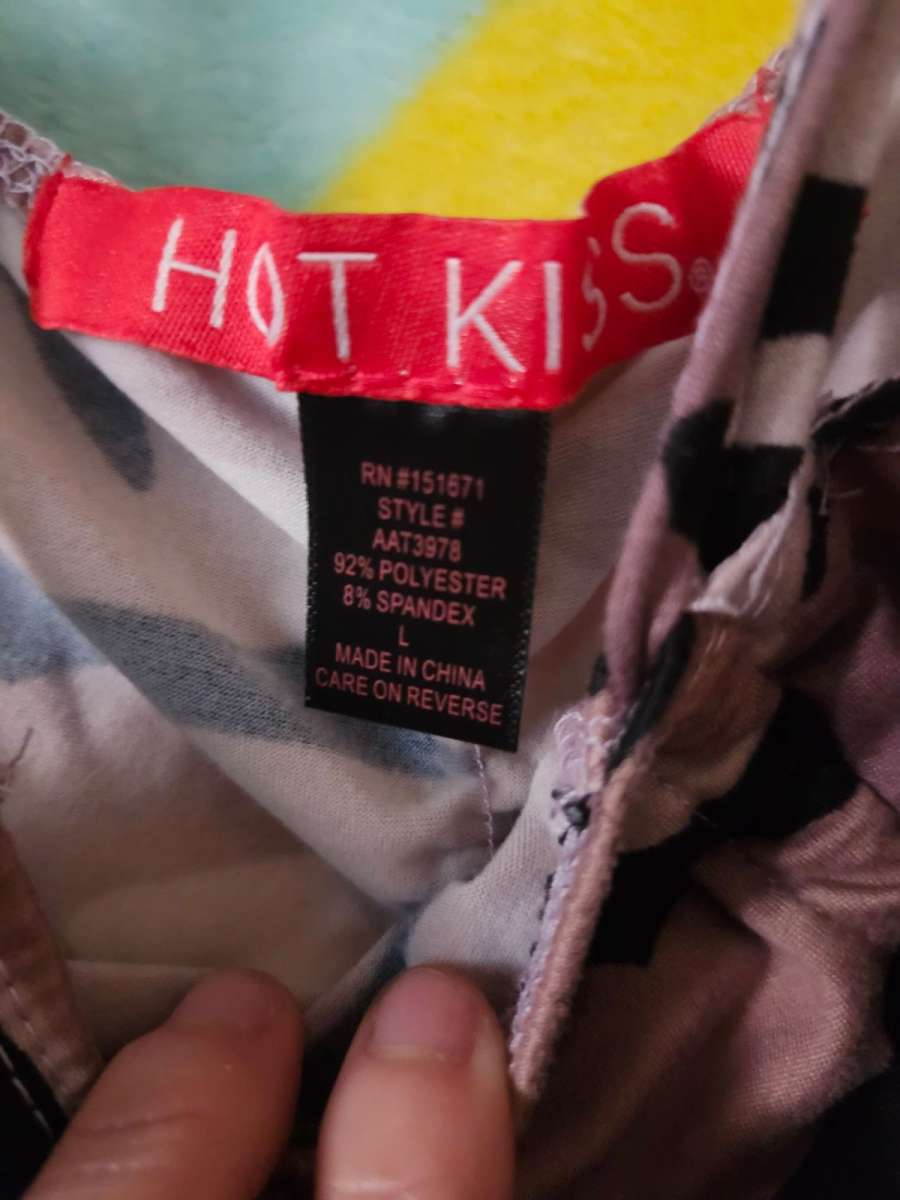 HOT KISS®
RN #151671
STYLE #
AAT3978
92% POLYESTER
8% SPANDEX
L
MADE IN CHINA
CARE ON REVERSE